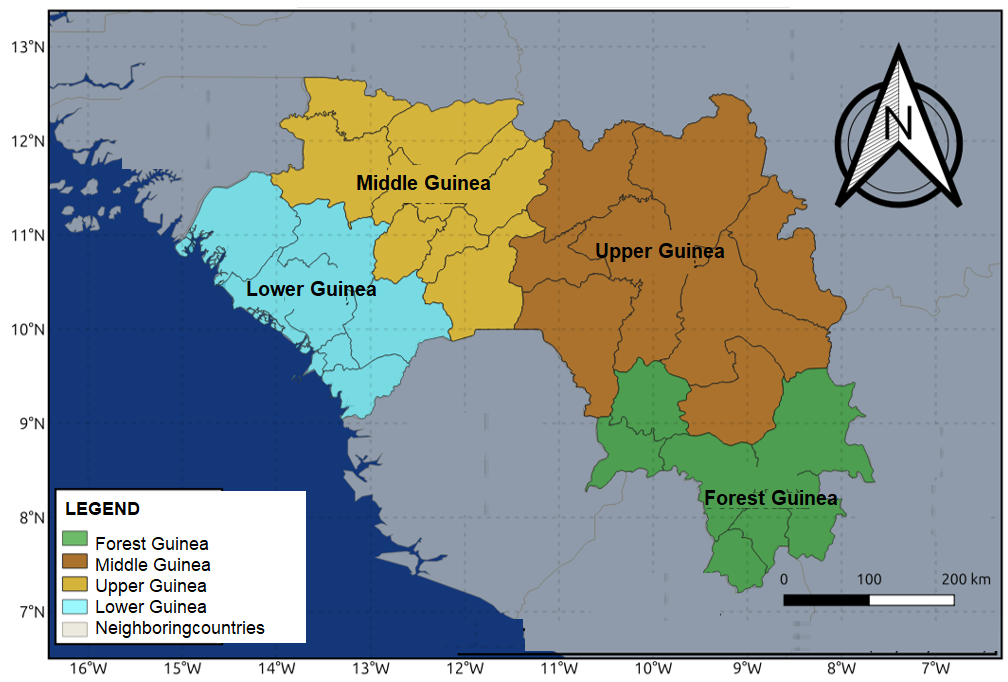 13°N
12°N
11°N
10°N
9°N
8°N
7°N
N
Middle Guinea
Upper Guinea
Lower Guinea
Forest Guinea
LEGEND
Forest Guinea
Middle Guinea
Upper Guinea
Lower Guinea
Neighboringcountries
0 100 200 km
16°W 15°W 14°W 13°W 12°W 11°W 10°W 9°W 8°W 7°W